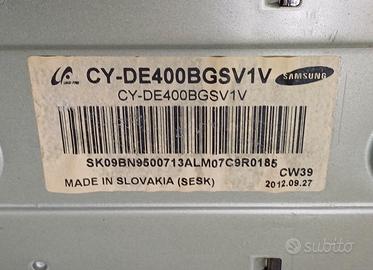 CY-DE400BGSV1V SAMSUNG
CY-DE400BGSV1V
SK09BN9500713ALM07C9R0185
CW39
MADE IN SLOVAKIA (SESK) 2012.09.27
subito